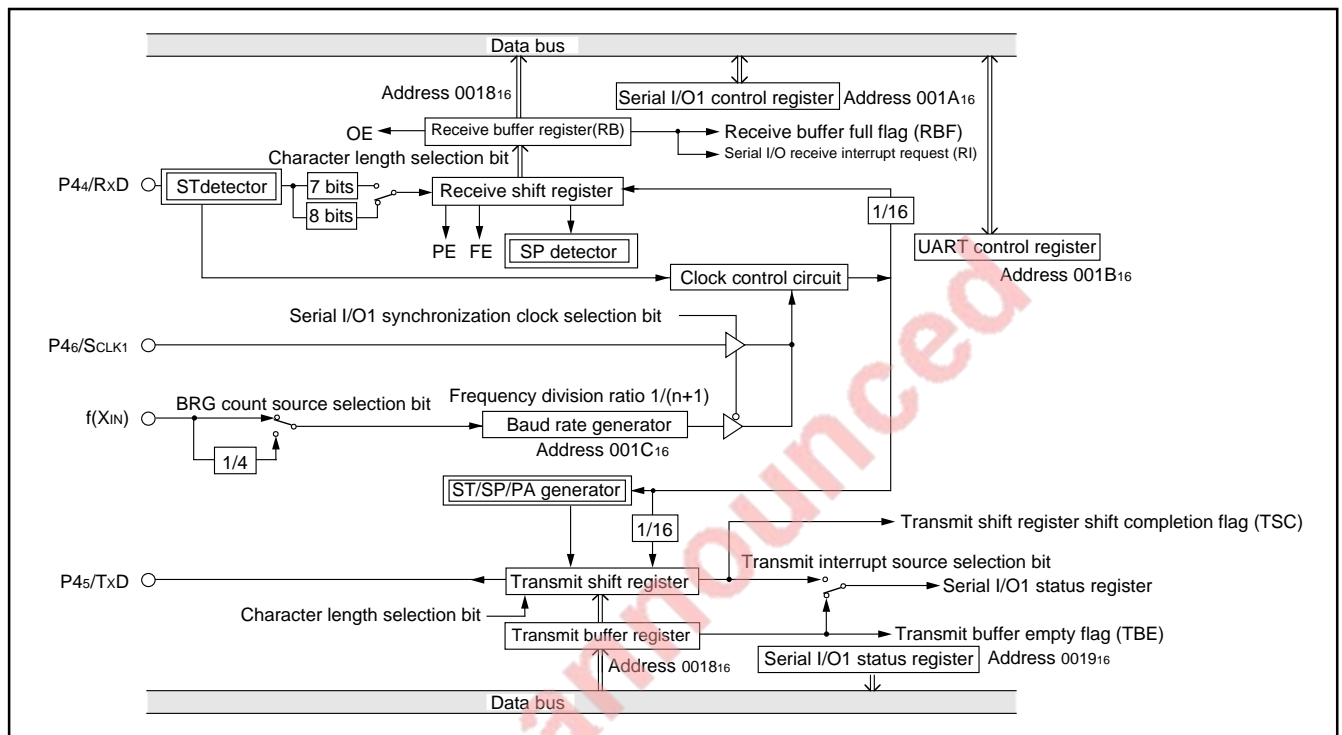 Data bus
Address 001816
Serial I/O1 control register Address 001A16
OE Receive buffer register(RB) Receive buffer full flag (RBF)
Character length selection bit Serial I/O receive interrupt request (RI)
P44/RXD STdetector 7 bits Receive shift register
8 bits 1/16
PE FE SP detector UART control register
Address 001B16
Clock control circuit
Serial I/O1 synchronization clock selection bit
P46/SCLK1
BRG count source selection bit Frequency division ratio 1/(n+1)
f(XIN) Baud rate generator
Address 001C16
1/4
ST/SP/PA generator
1/16 Transmit shift register shift completion flag (TSC)
Transmit interrupt source selection bit
P45/TXD Transmit shift register Serial I/O1 status register
Character length selection bit
Transmit buffer register Transmit buffer empty flag (TBE)
Address 001816 Serial I/O1 status register Address 001916
Data bus
announced